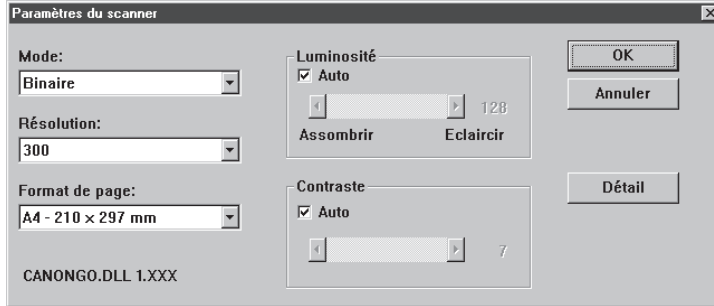 Paramètres du scanner
Mode:
Binaire
Résolution:
300
Format de page:
A4 - 210 x 297 mm
CANONGO.DLL 1.XXX
Luminosité
Auto
128
Assombrir Eclaircir
Contraste
Auto
7
OK
Annuler
Détail